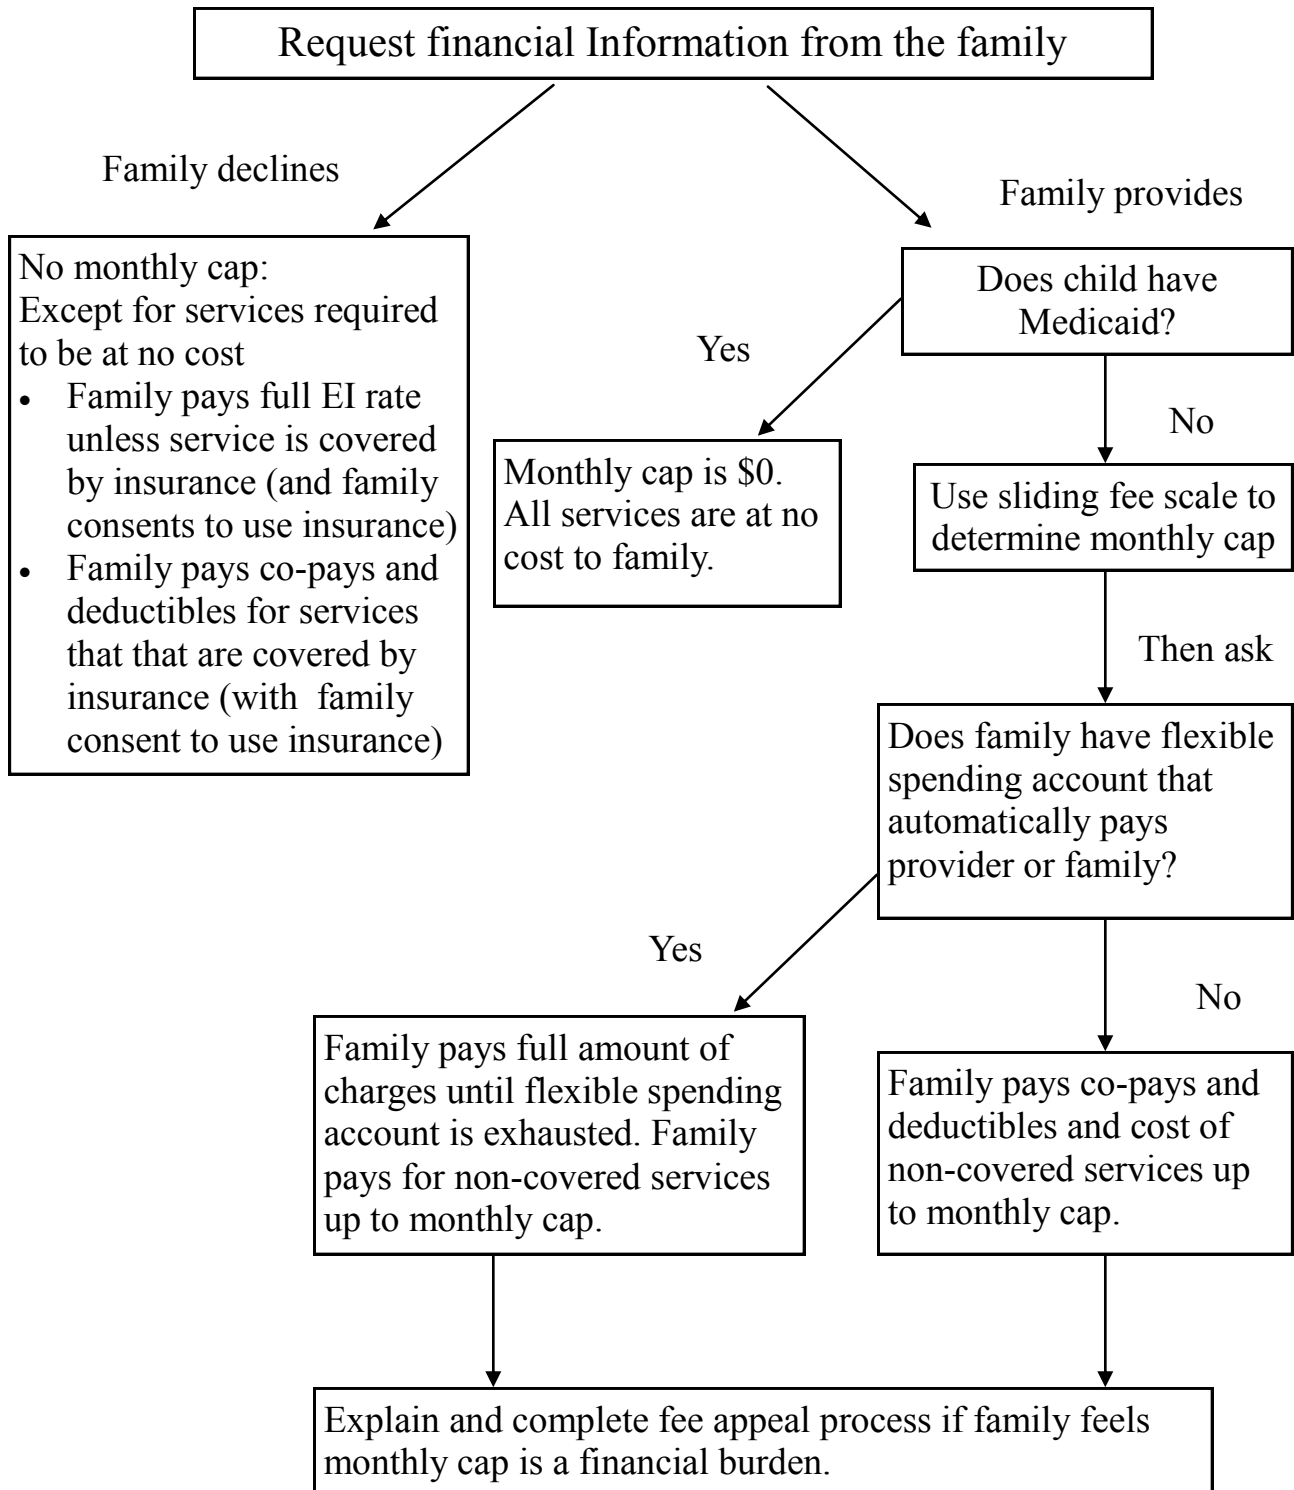 Request financial Information from the family
Family declines
Family provides
No monthly cap:
Except for services required
to be at no cost
• Family pays full EI rate
unless service is covered
by insurance (and family
consents to use insurance)
• Family pays co-pays and
deductibles for services
that that are covered by
insurance (with  family
consent to use insurance)
Does child have
Medicaid?
Yes
No
Monthly cap is $0.
All services are at no
cost to family.
Use sliding fee scale to
determine monthly cap
Then ask
Does family have flexible
spending account that
automatically pays
provider or family?
Yes
No
Family pays full amount of
charges until flexible spending
account is exhausted. Family
pays for non-covered services
up to monthly cap.
Family pays co-pays and
deductibles and cost of
non-covered services up
to monthly cap.
Explain and complete fee appeal process if family feels
monthly cap is a financial burden.